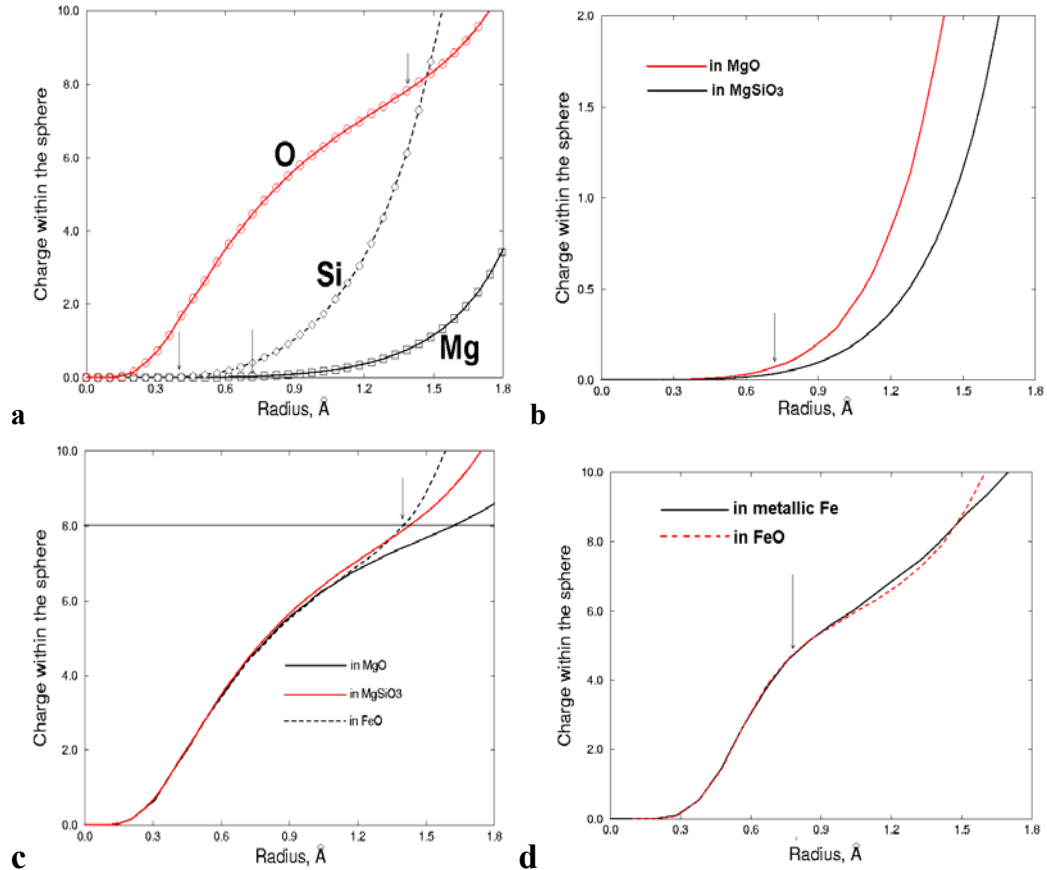 10.0
8.0
6.0
4.0
2.0
0.0
Charge within the sphere
O
Si
Mg
0.0 0.3 0.6 0.9 1.2 1.5 1.8
Radius, Å
a
2.0
1.5
1.0
0.5
0.0
Charge within the sphere
in MgO
in MgSiO₃
0.0 0.3 0.6 0.9 1.2 1.5 1.8
Radius, Å
b
10.0
8.0
6.0
4.0
2.0
0.0
Charge within the sphere
in MgO
in MgSiO3
in FeO
0.0 0.3 0.6 0.9 1.2 1.5 1.8
Radius, Å
c
10.0
8.0
6.0
4.0
2.0
0.0
Charge within the sphere
in metallic Fe
in FeO
0.0 0.3 0.6 0.9 1.2 1.5 1.8
Radius, Å
d